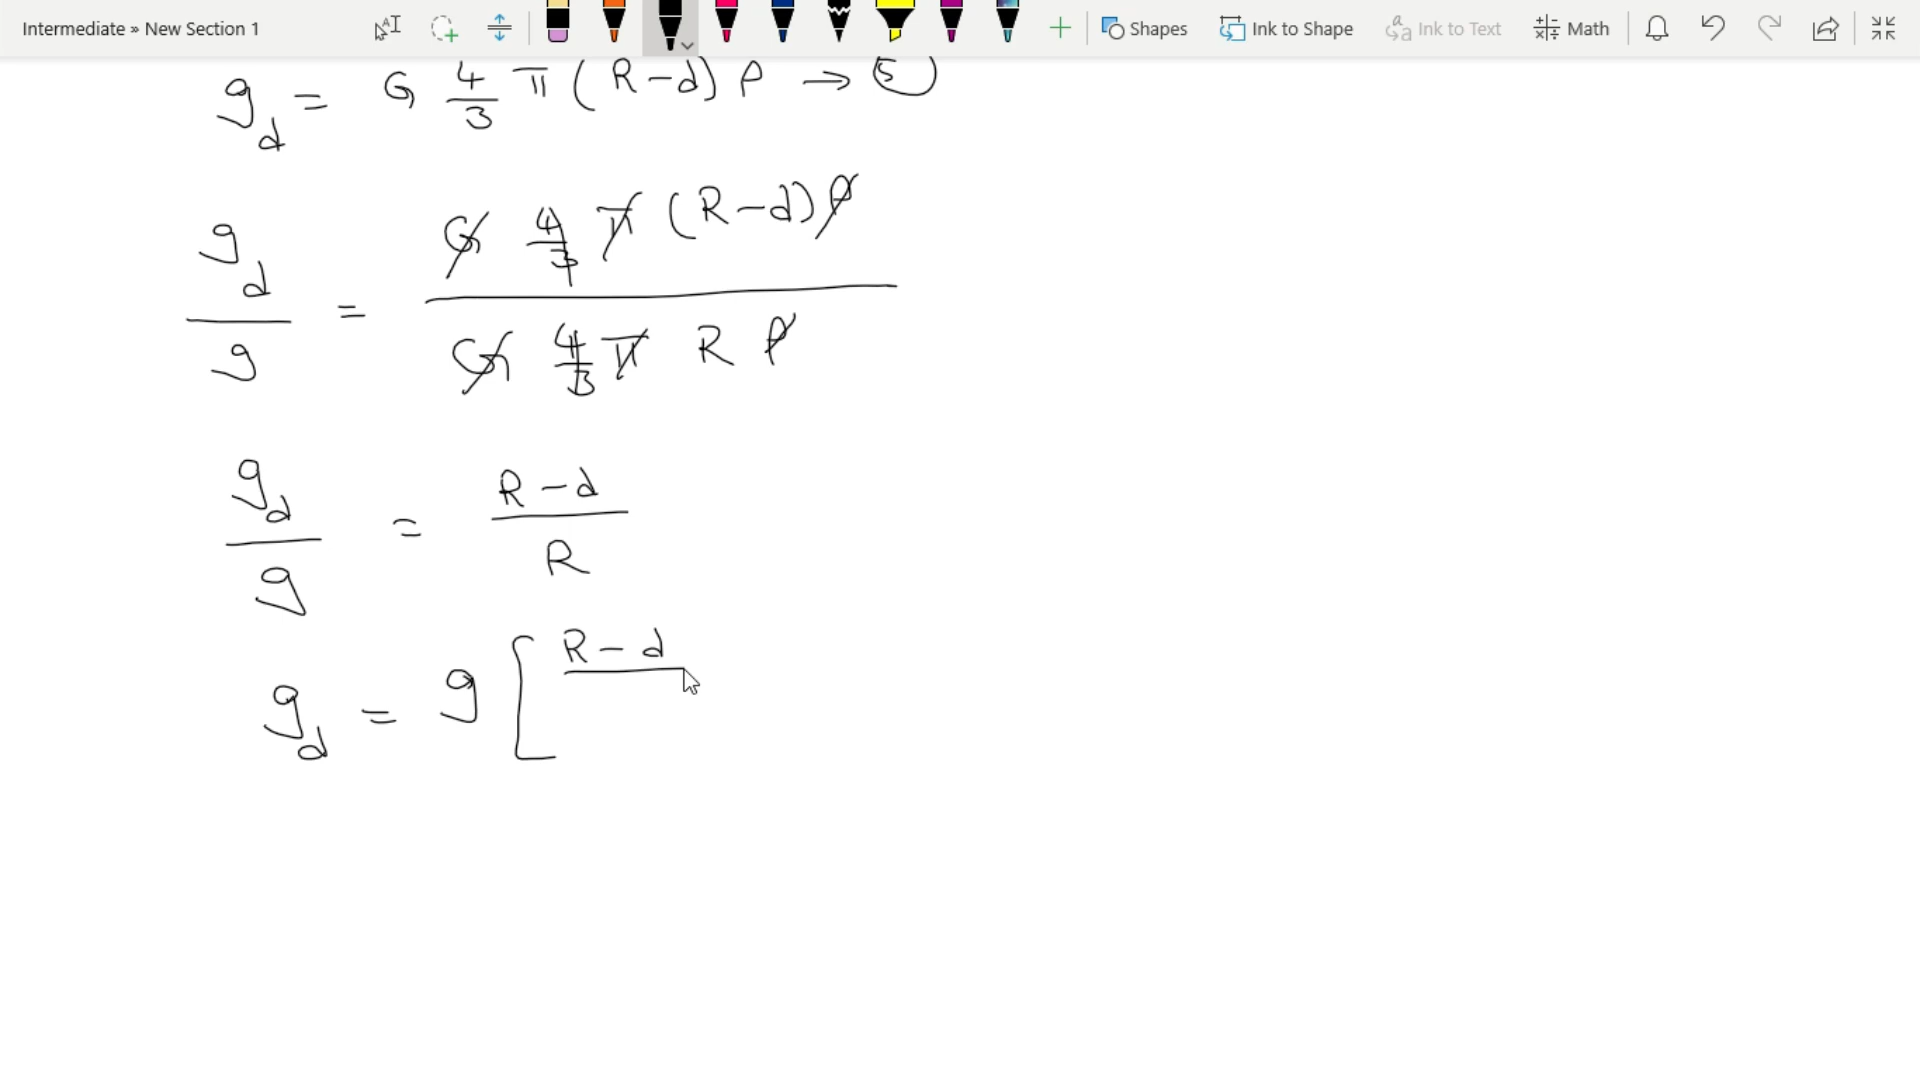 Intermediate » New Section 1 Shapes Ink to Shape Ink to Text Math
g_d = G 4/3 π (R-d) ρ → (5)
g_d / g = G 4/3 π (R-d) ρ / G 4/3 π R ρ
g_d / g = R-d / R
g_d = g [ R-d